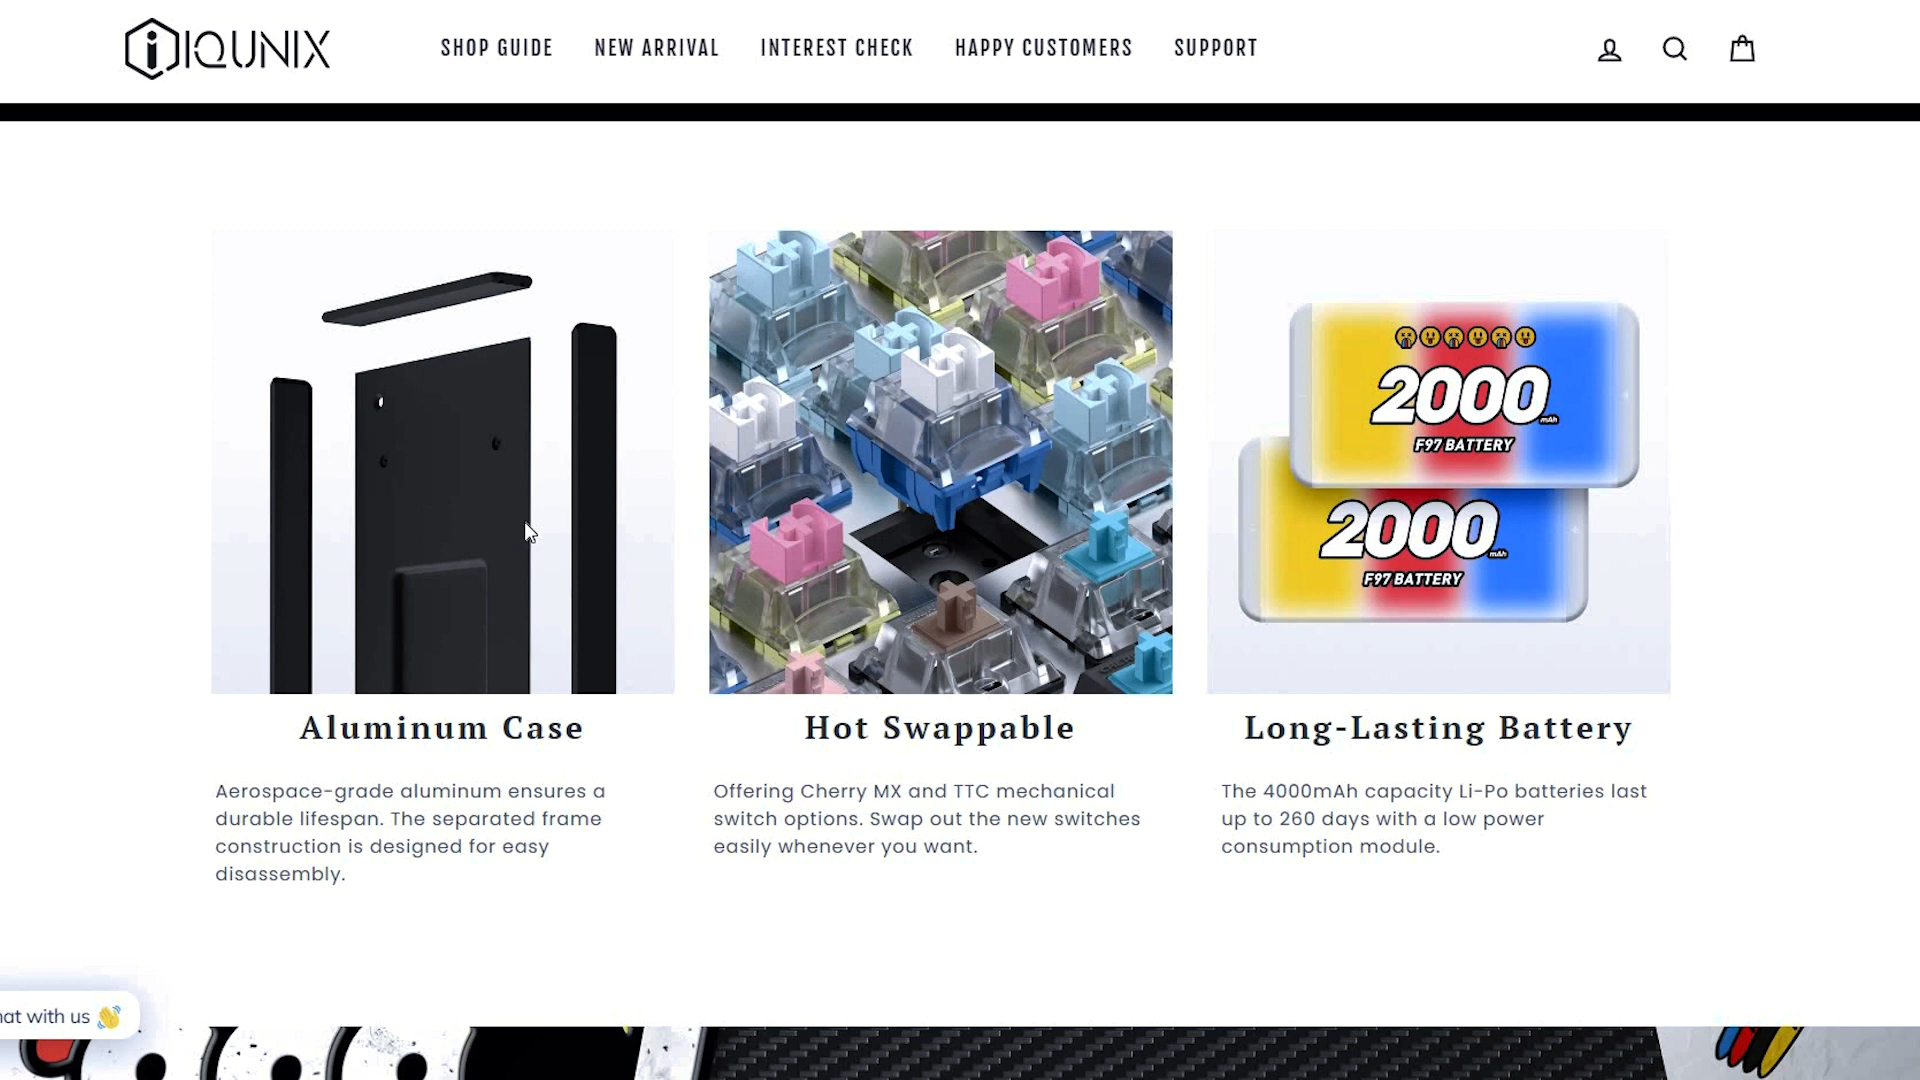 IQUNIX
SHOP GUIDE
NEW ARRIVAL
INTEREST CHECK
HAPPY CUSTOMERS
SUPPORT
2000 mAh
F97 BATTERY
2000 mAh
F97 BATTERY
Aluminum Case
Aerospace-grade aluminum ensures a
durable lifespan. The separated frame
construction is designed for easy
disassembly.
Hot Swappable
Offering Cherry MX and TTC mechanical
switch options. Swap out the new switches
easily whenever you want.
Long-Lasting Battery
The 4000mAh capacity Li-Po batteries last
up to 260 days with a low power
consumption module.
hat with us 👋